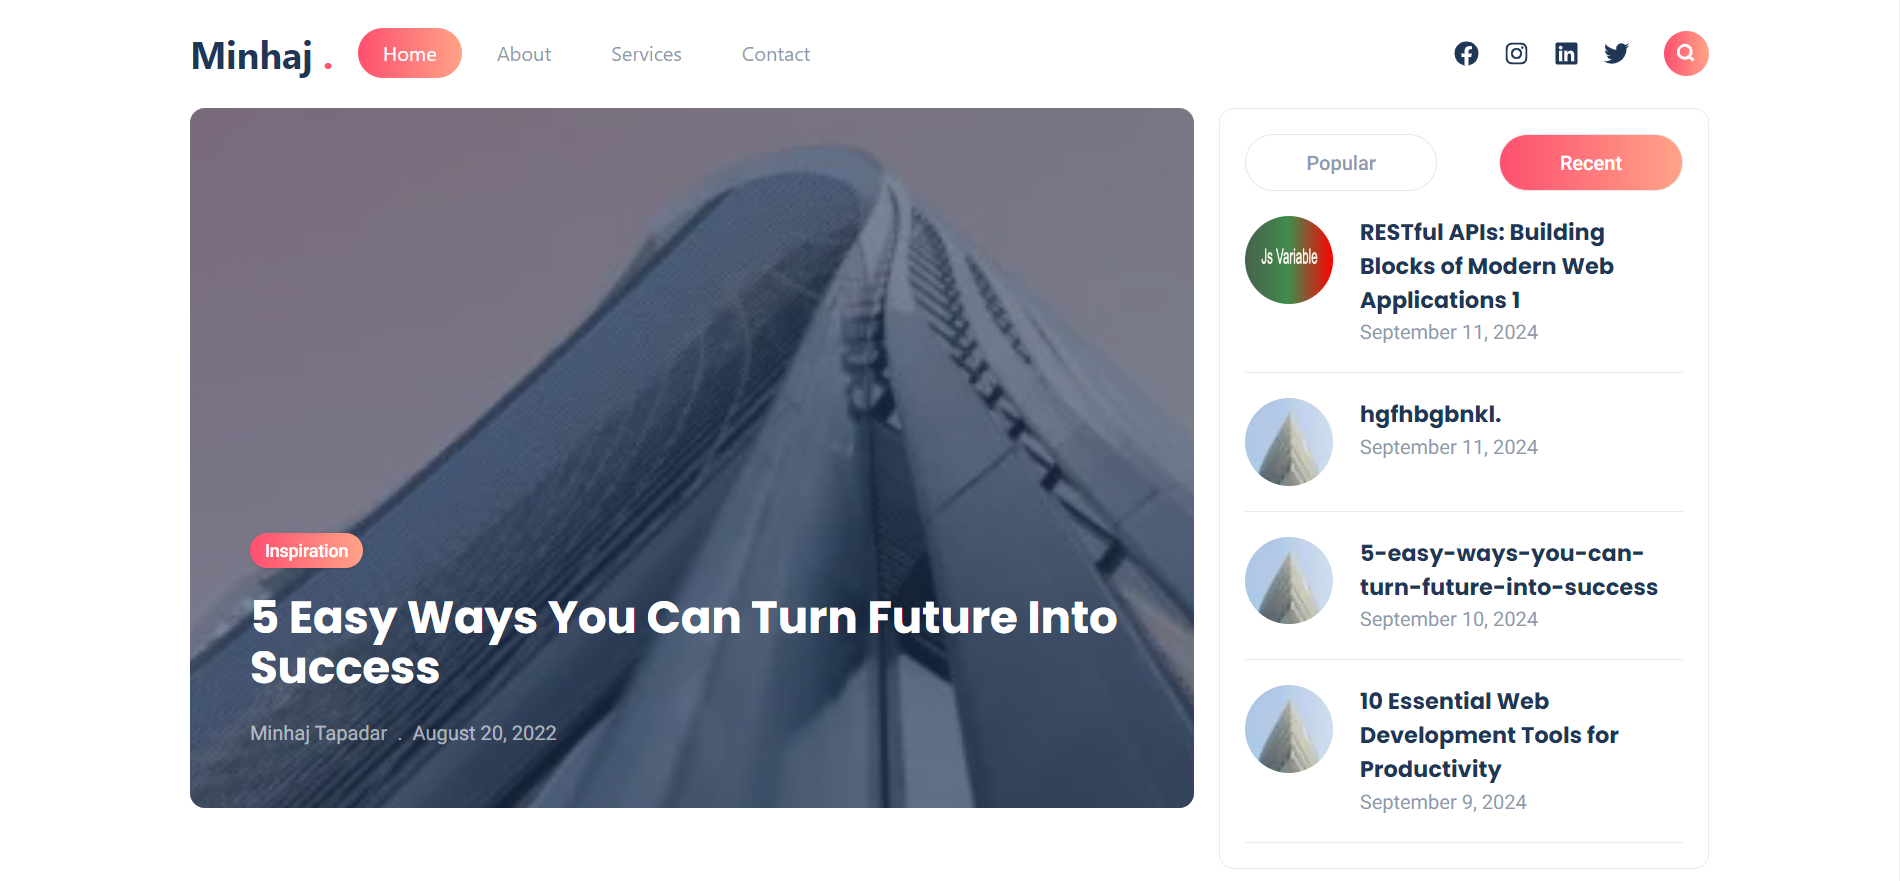 Minhaj .
Home
About
Services
Contact
Inspiration
5 Easy Ways You Can Turn Future Into
Success
Minhaj Tapadar . August 20, 2022
Popular
Recent
Js Variable
RESTful APIs: Building
Blocks of Modern Web
Applications 1
September 11, 2024
hgfhbgbnkl.
September 11, 2024
5-easy-ways-you-can-
turn-future-into-success
September 10, 2024
10 Essential Web
Development Tools for
Productivity
September 9, 2024